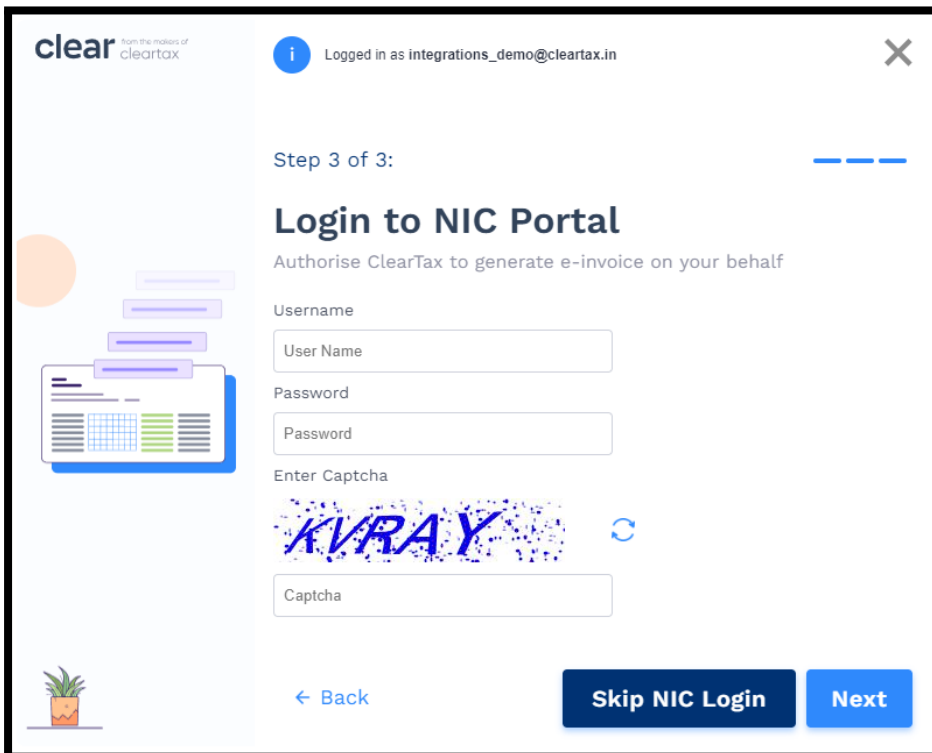 clear from the makers of cleartax
i
Logged in as integrations_demo@cleartax.in
Step 3 of 3:
Login to NIC Portal
Authorise ClearTax to generate e-invoice on your behalf
Username
User Name
Password
Password
Enter Captcha
KVRAY
Captcha
← Back
Skip NIC Login
Next